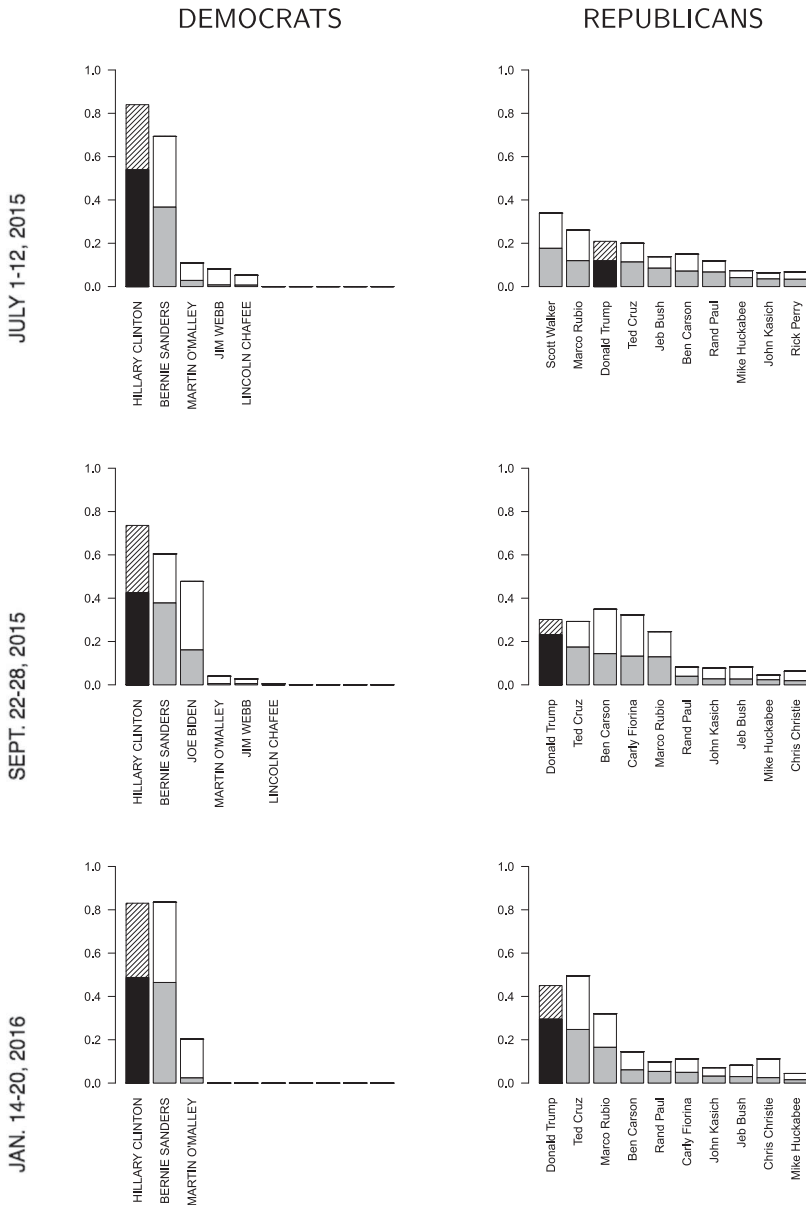 DEMOCRATS
REPUBLICANS
JULY 1-12, 2015
1.0
0.8
0.6
0.4
0.2
0.0
HILLARY CLINTON
BERNIE SANDERS
MARTIN O'MALLEY
JIM WEBB
LINCOLN CHAFEE
1.0
0.8
0.6
0.4
0.2
0.0
Scott Walker
Marco Rubio
Donald Trump
Ted Cruz
Jeb Bush
Ben Carson
Rand Paul
Mike Huckabee
John Kasich
Rick Perry
SEPT. 22-28, 2015
1.0
0.8
0.6
0.4
0.2
0.0
HILLARY CLINTON
BERNIE SANDERS
JOE BIDEN
MARTIN O'MALLEY
JIM WEBB
LINCOLN CHAFEE
1.0
0.8
0.6
0.4
0.2
0.0
Donald Trump
Ted Cruz
Ben Carson
Carly Fiorina
Marco Rubio
Rand Paul
John Kasich
Jeb Bush
Mike Huckabee
Chris Christie
JAN. 14-20, 2016
1.0
0.8
0.6
0.4
0.2
0.0
HILLARY CLINTON
BERNIE SANDERS
MARTIN O'MALLEY
1.0
0.8
0.6
0.4
0.2
0.0
Donald Trump
Ted Cruz
Marco Rubio
Ben Carson
Rand Paul
Carly Fiorina
John Kasich
Jeb Bush
Chris Christie
Mike Huckabee